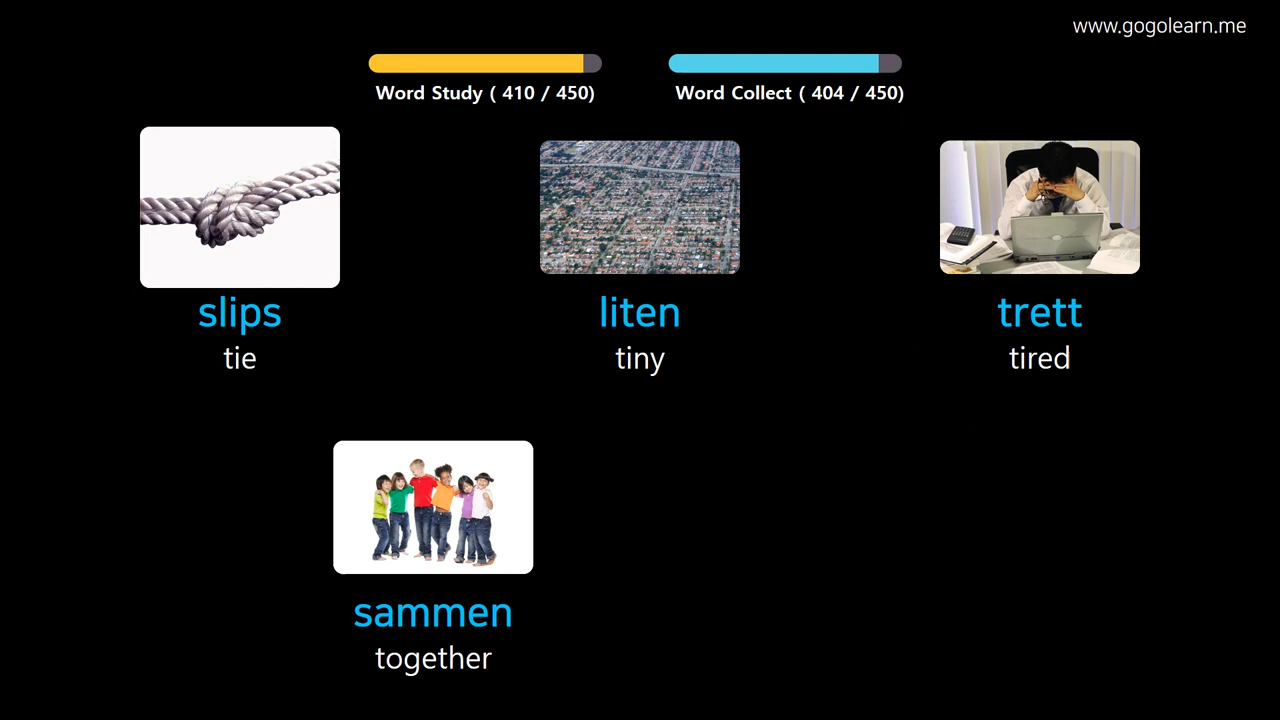 www.gogolearn.me
Word Study ( 410 / 450)
Word Collect ( 404 / 450)
slips
tie
liten
tiny
trett
tired
sammen
together